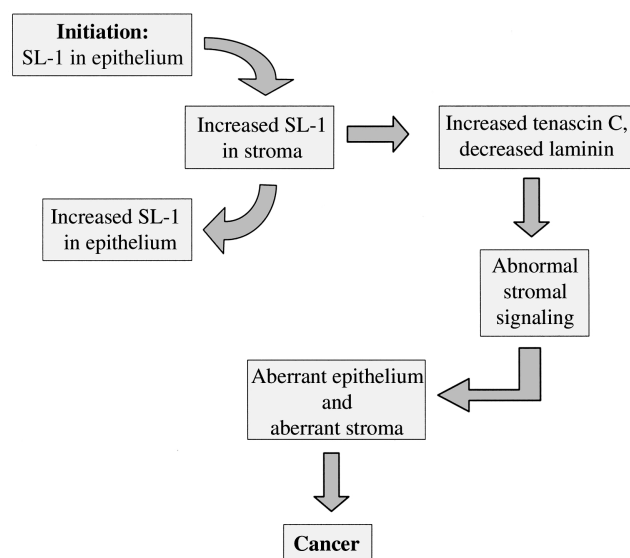 Initiation:
SL-1 in epithelium
Increased SL-1
in stroma
Increased tenascin C,
decreased laminin
Increased SL-1
in epithelium
Abnormal
stromal
signaling
Aberrant epithelium
and
aberrant stroma
Cancer